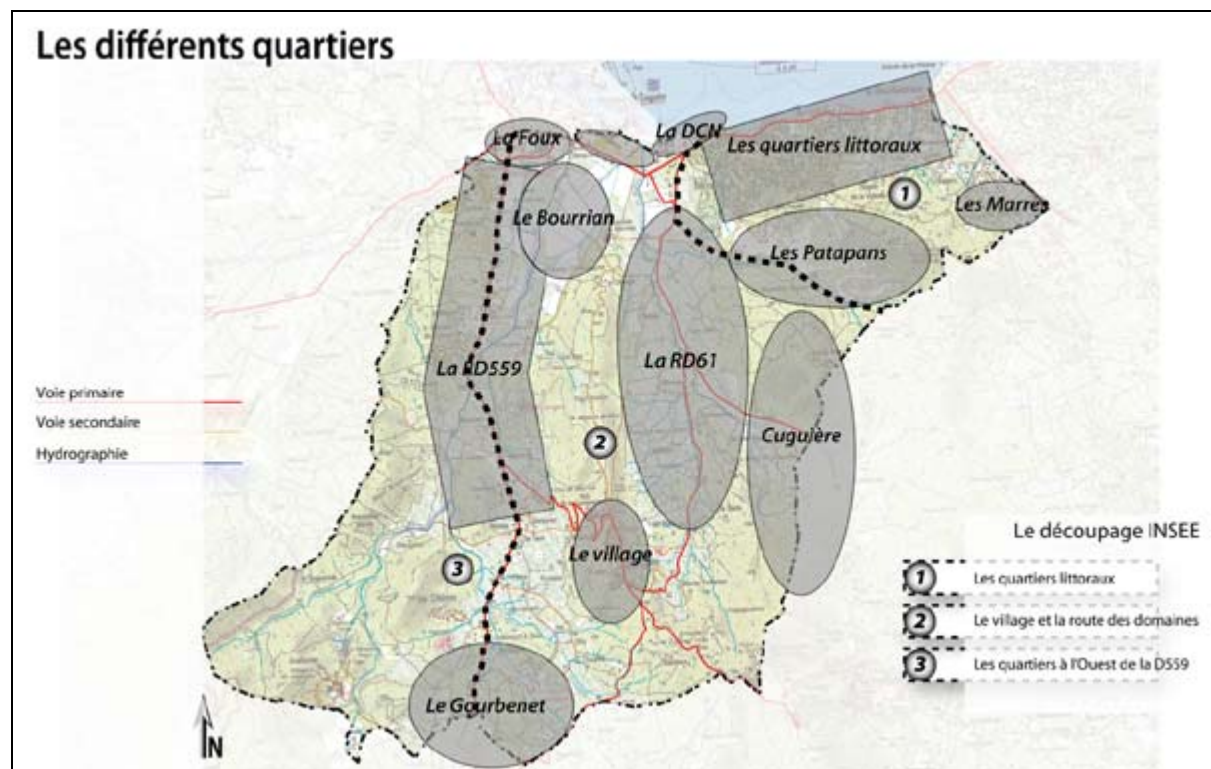 Les différents quartiers
La Foux
La DCN
Les quartiers littoraux
1
Les Marres
Le Bourrian
Les Patapans
La RD559
La RD61
Voie primaire
Voie secondaire
Hydrographie
2
Cugulère
Le village
3
Le découpage INSEE
1 Les quartiers littoraux
2 Le village et la route des domaines
3 Les quartiers à l'Ouest de la D559
Le Gourbenet
N